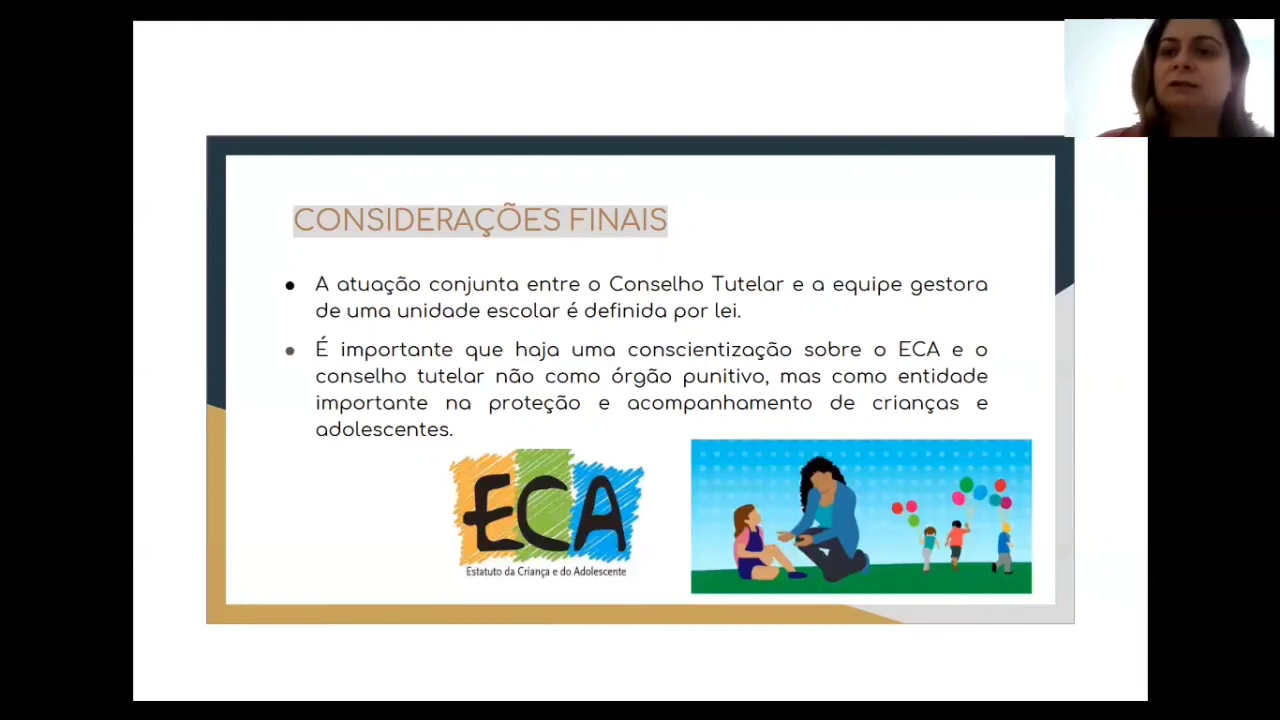 CONSIDERAÇÕES FINAIS
● A atuação conjunta entre o Conselho Tutelar e a equipe gestora
de uma unidade escolar é definida por lei.
● É importante que haja uma conscientização sobre o ECA e o
conselho tutelar não como órgão punitivo, mas como entidade
importante na proteção e acompanhamento de crianças e
adolescentes.
ECA
Estatuto da Criança e do Adolescente